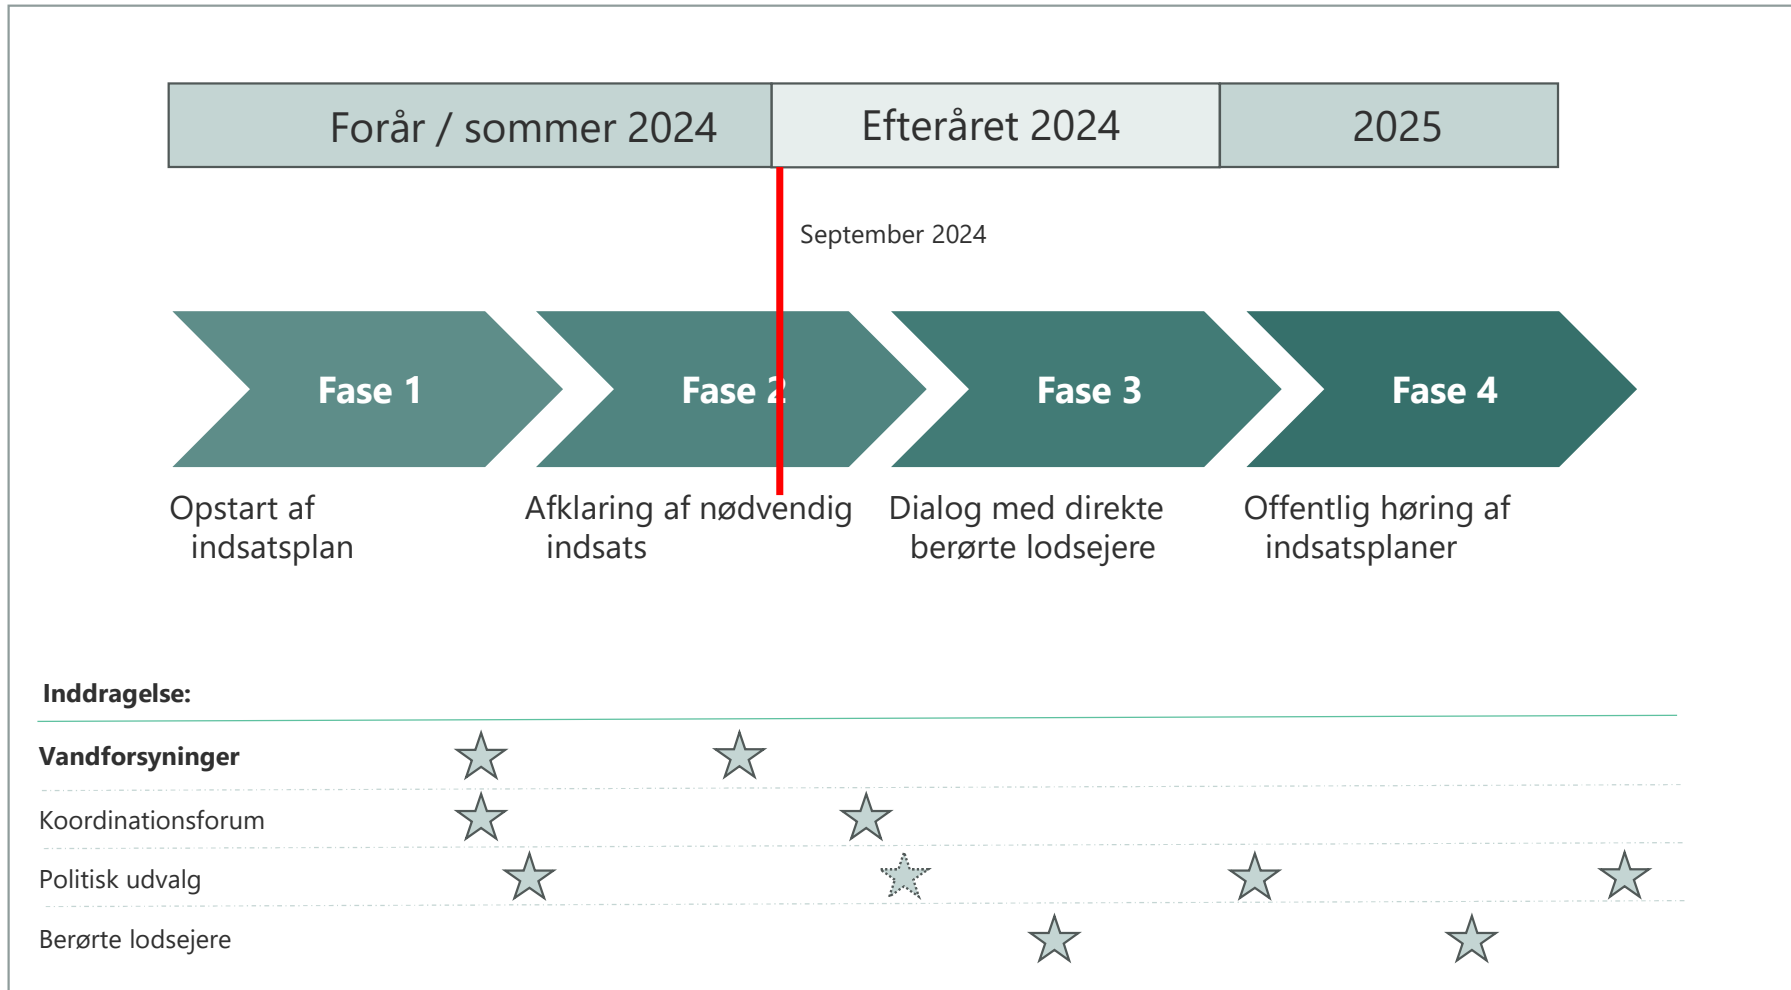 Forår / sommer 2024
Efteråret 2024
2025
September 2024
Fase 1
Fase 2
Fase 3
Fase 4
Opstart af
indsatsplan
Afklaring af nødvendig
indsats
Dialog med direkte
berørte lodsejere
Offentlig høring af
indsatsplaner
Inddragelse:
Vandforsyninger
Koordinationsforum
Politisk udvalg
Berørte lodsejere